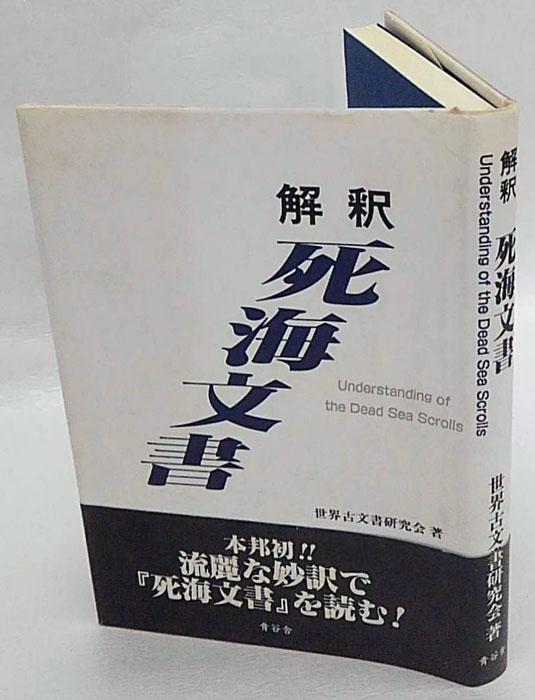 解釈
死海文書
Understanding of
the Dead Sea Scrolls
世界古文書研究会 著
本邦初!!
流麗な妙訳で
『死海文書』を読む!
青谷舎
解釈 死海文書
Understanding of the Dead Sea Scrolls
世界古文書研究会 著
青谷舎